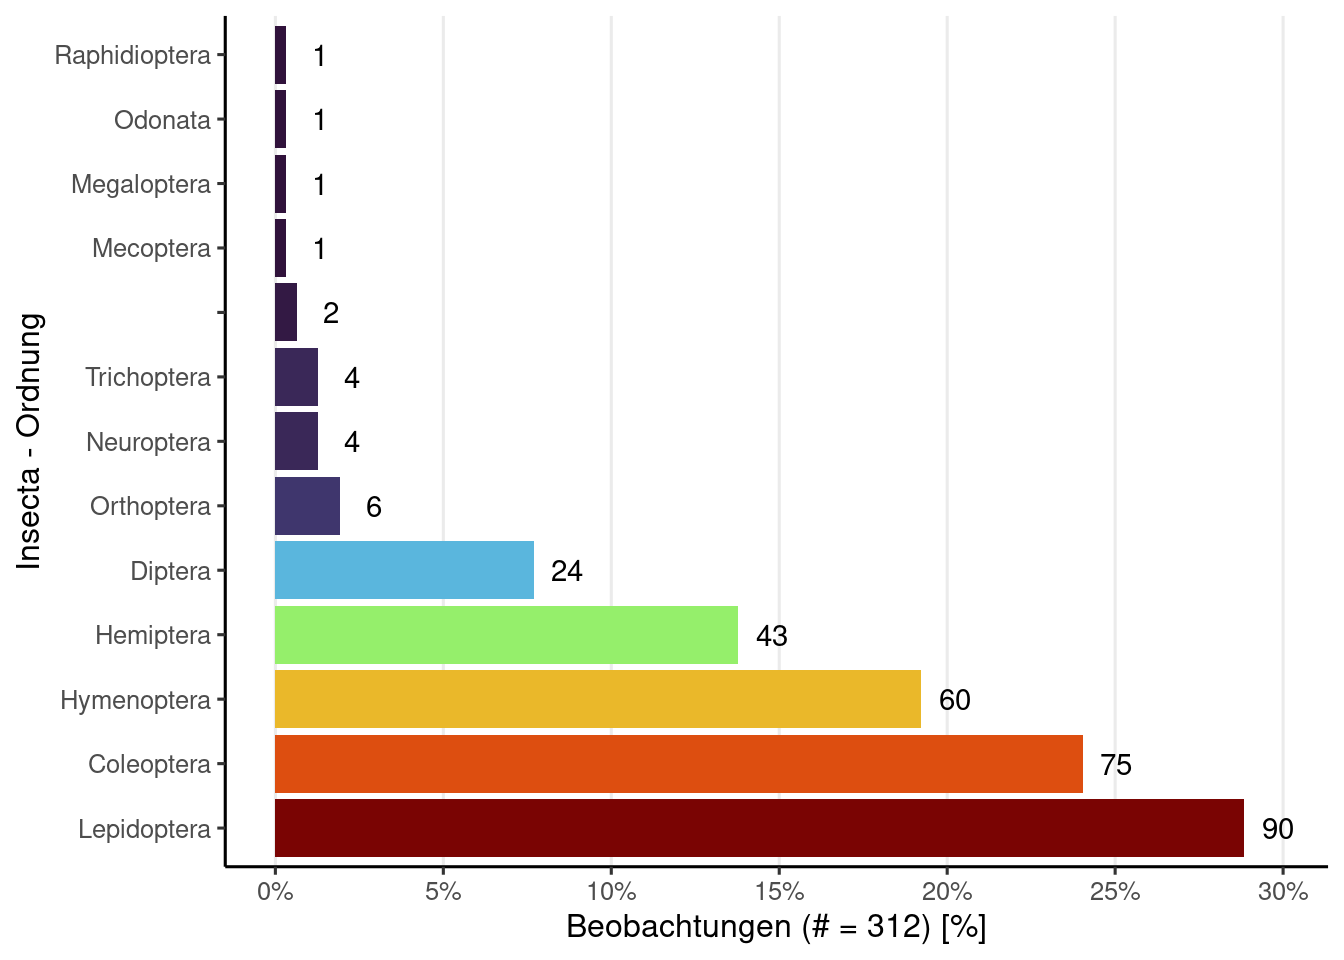 Insecta - Ordnung
Raphidioptera 1
Odonata 1
Megaloptera 1
Mecoptera 1
2
Trichoptera 4
Neuroptera 4
Orthoptera 6
Diptera 24
Hemiptera 43
Hymenoptera 60
Coleoptera 75
Lepidoptera 90
0% 5% 10% 15% 20% 25% 30%
Beobachtungen (# = 312) [%]